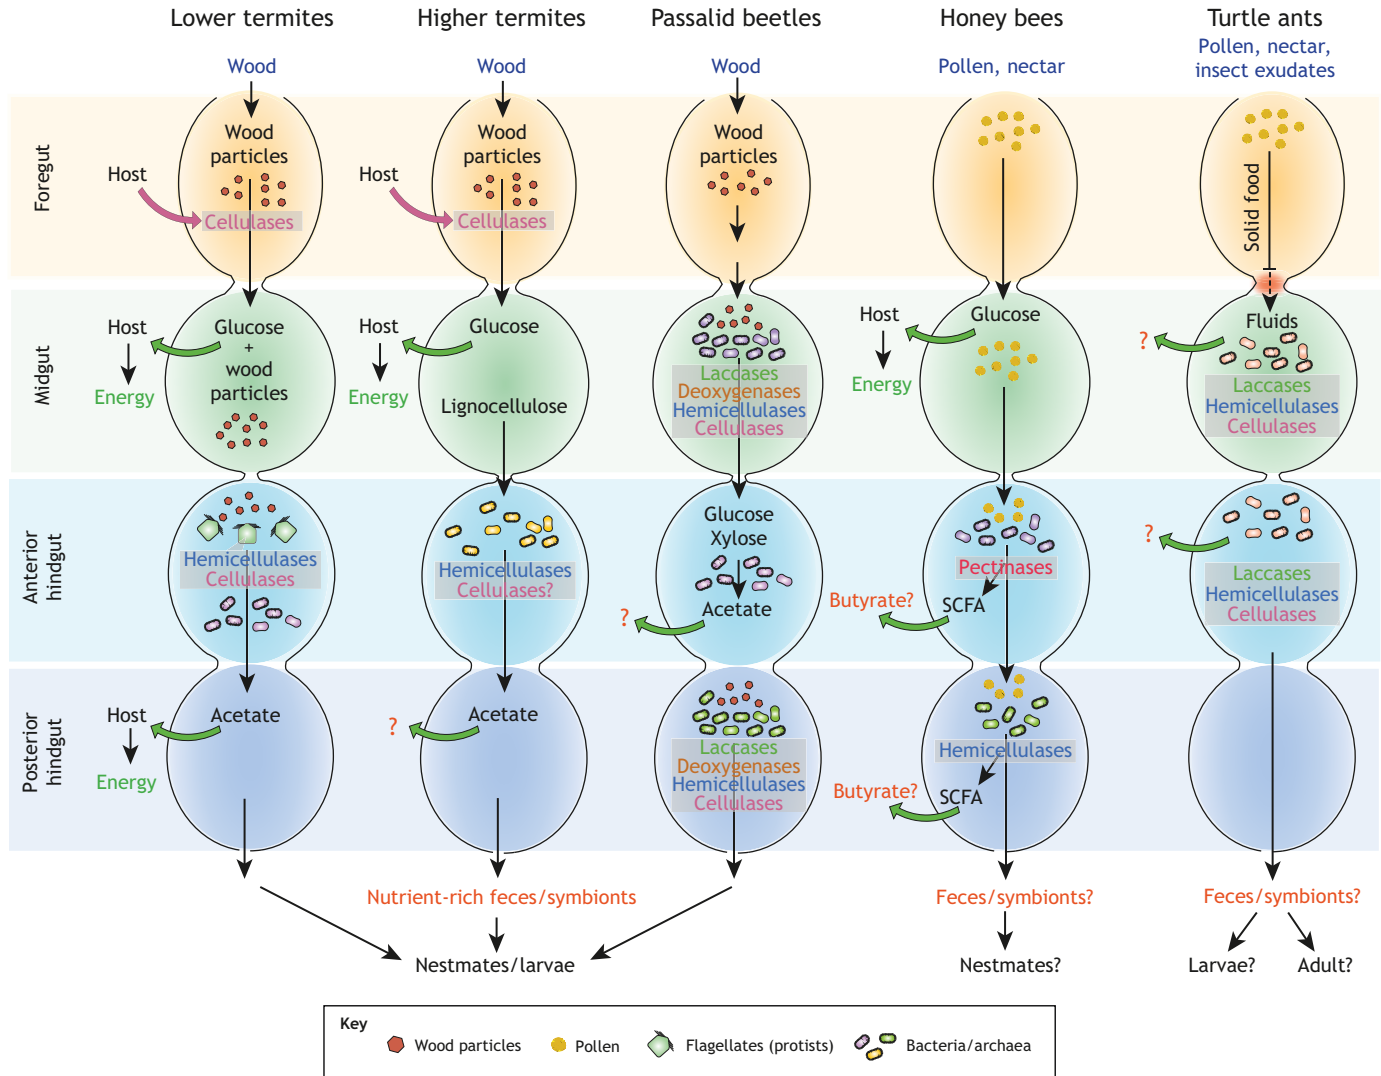 Lower termites
Higher termites
Passalid beetles
Honey bees
Turtle ants
Wood
Wood
Wood
Pollen, nectar
Pollen, nectar,
insect exudates
Foregut
Wood
particles
Host
Cellulases
Wood
particles
Host
Cellulases
Wood
particles
Solid food
Midgut
Host
Energy
Glucose
+
wood
particles
Host
Energy
Glucose
Lignocellulose
Laccases
Deoxygenases
Hemicellulases
Cellulases
Host
Energy
Glucose
?
Fluids
Laccases
Hemicellulases
Cellulases
Anterior
hindgut
Hemicellulases
Cellulases
Hemicellulases
Cellulases?
Glucose
Xylose
Acetate
?
Pectinases
SCFA
Butyrate?
?
Laccases
Hemicellulases
Cellulases
Posterior
hindgut
Host
Energy
Acetate
?
Acetate
Laccases
Deoxygenases
Hemicellulases
Cellulases
Hemicellulases
Butyrate?
SCFA
Nutrient-rich feces/symbionts
Feces/symbionts?
Feces/symbionts?
Nestmates/larvae
Nestmates?
Larvae?
Adult?
Key
Wood particles
Pollen
Flagellates (protists)
Bacteria/archaea